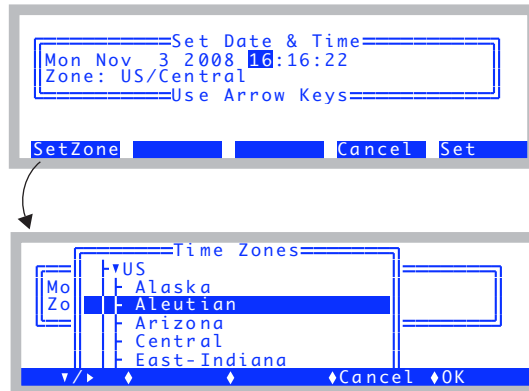 Set Date & Time
Mon Nov  3 2008 16:16:22
Zone: US/Central
Use Arrow Keys
SetZone Cancel Set
Time Zones
▼US
Mo Alaska
Zo Aleutian
Arizona
Central
East-Indiana
▼/▶ ♦ ♦ ♦Cancel ♦OK